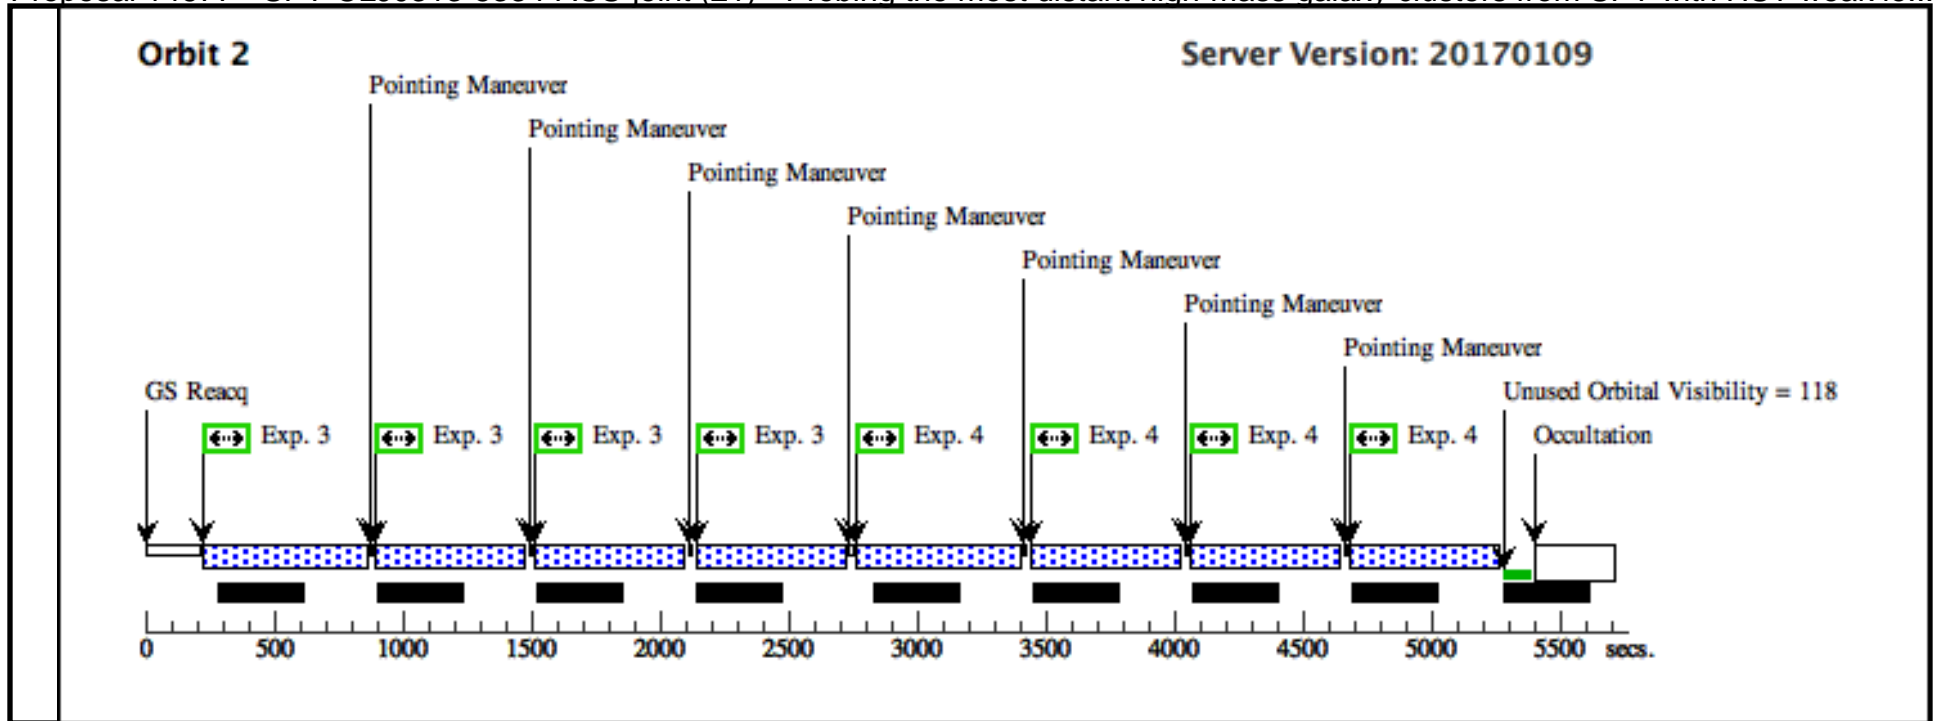 Orbit 2
Server Version: 20170109
Pointing Maneuver
Pointing Maneuver
Pointing Maneuver
Pointing Maneuver
Pointing Maneuver
Pointing Maneuver
Pointing Maneuver
GS Reacq
Unused Orbital Visibility = 118
Exp. 3 Exp. 3 Exp. 3 Exp. 3 Exp. 4 Exp. 4 Exp. 4 Exp. 4 Occultation
0 500 1000 1500 2000 2500 3000 3500 4000 4500 5000 5500 secs.